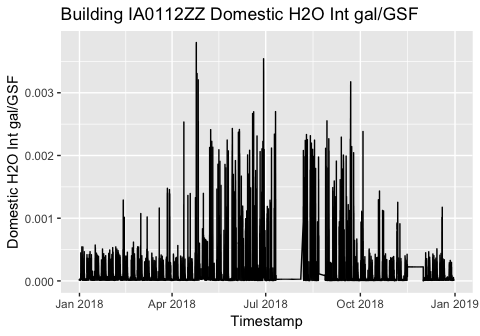 Building IA0112ZZ Domestic H2O Int gal/GSF
Domestic H2O Int gal/GSF
0.003
0.002
0.001
0.000
Jan 2018
Apr 2018
Jul 2018
Oct 2018
Jan 2019
Timestamp